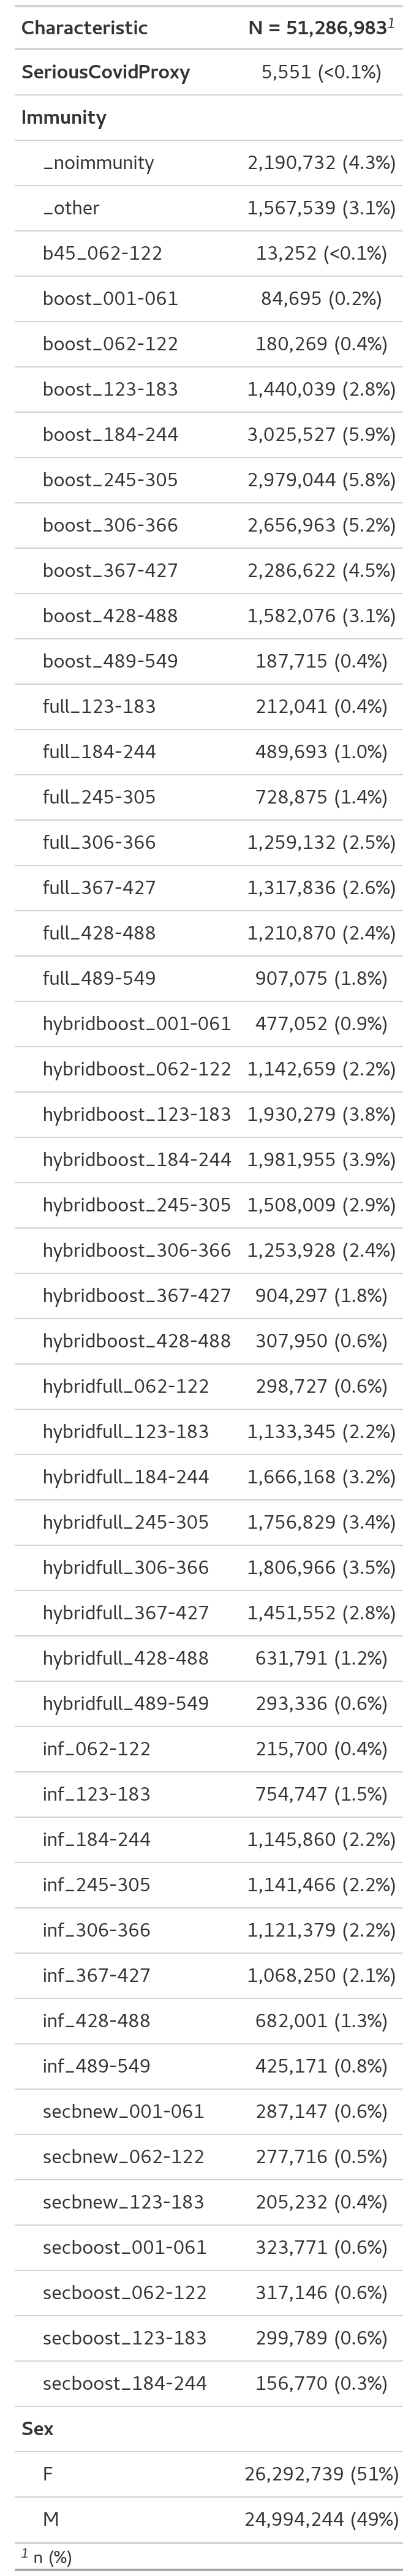 Characteristic N = 51,286,983¹
SeriousCovidProxy 5,551 (<0.1%)
Immunity
_noimmunity 2,190,732 (4.3%)
_other 1,567,539 (3.1%)
b45_062-122 13,252 (<0.1%)
boost_001-061 84,695 (0.2%)
boost_062-122 180,269 (0.4%)
boost_123-183 1,440,039 (2.8%)
boost_184-244 3,025,527 (5.9%)
boost_245-305 2,979,044 (5.8%)
boost_306-366 2,656,963 (5.2%)
boost_367-427 2,286,622 (4.5%)
boost_428-488 1,582,076 (3.1%)
boost_489-549 187,715 (0.4%)
full_123-183 212,041 (0.4%)
full_184-244 489,693 (1.0%)
full_245-305 728,875 (1.4%)
full_306-366 1,259,132 (2.5%)
full_367-427 1,317,836 (2.6%)
full_428-488 1,210,870 (2.4%)
full_489-549 907,075 (1.8%)
hybridboost_001-061 477,052 (0.9%)
hybridboost_062-122 1,142,659 (2.2%)
hybridboost_123-183 1,930,279 (3.8%)
hybridboost_184-244 1,981,955 (3.9%)
hybridboost_245-305 1,508,009 (2.9%)
hybridboost_306-366 1,253,928 (2.4%)
hybridboost_367-427 904,297 (1.8%)
hybridboost_428-488 307,950 (0.6%)
hybridfull_062-122 298,727 (0.6%)
hybridfull_123-183 1,133,345 (2.2%)
hybridfull_184-244 1,666,168 (3.2%)
hybridfull_245-305 1,756,829 (3.4%)
hybridfull_306-366 1,806,966 (3.5%)
hybridfull_367-427 1,451,552 (2.8%)
hybridfull_428-488 631,791 (1.2%)
hybridfull_489-549 293,336 (0.6%)
inf_062-122 215,700 (0.4%)
inf_123-183 754,747 (1.5%)
inf_184-244 1,145,860 (2.2%)
inf_245-305 1,141,466 (2.2%)
inf_306-366 1,121,379 (2.2%)
inf_367-427 1,068,250 (2.1%)
inf_428-488 682,001 (1.3%)
inf_489-549 425,171 (0.8%)
secbnew_001-061 287,147 (0.6%)
secbnew_062-122 277,716 (0.5%)
secbnew_123-183 205,232 (0.4%)
secboost_001-061 323,771 (0.6%)
secboost_062-122 317,146 (0.6%)
secboost_123-183 299,789 (0.6%)
secboost_184-244 156,770 (0.3%)
Sex
F 26,292,739 (51%)
M 24,994,244 (49%)
¹ n (%)